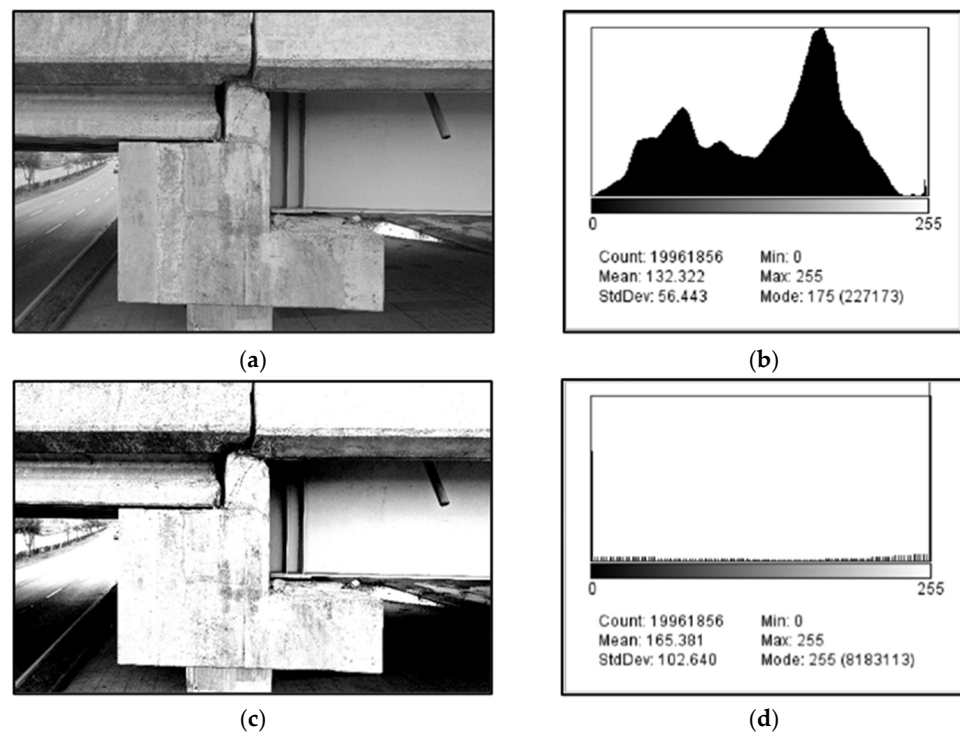 0 255
Count: 19961856 Min: 0
Mean: 132.322 Max: 255
StdDev: 56.443 Mode: 175 (227173)
(a) (b)
0 255
Count: 19961856 Min: 0
Mean: 165.381 Max: 255
StdDev: 102.640 Mode: 255 (8183113)
(c) (d)